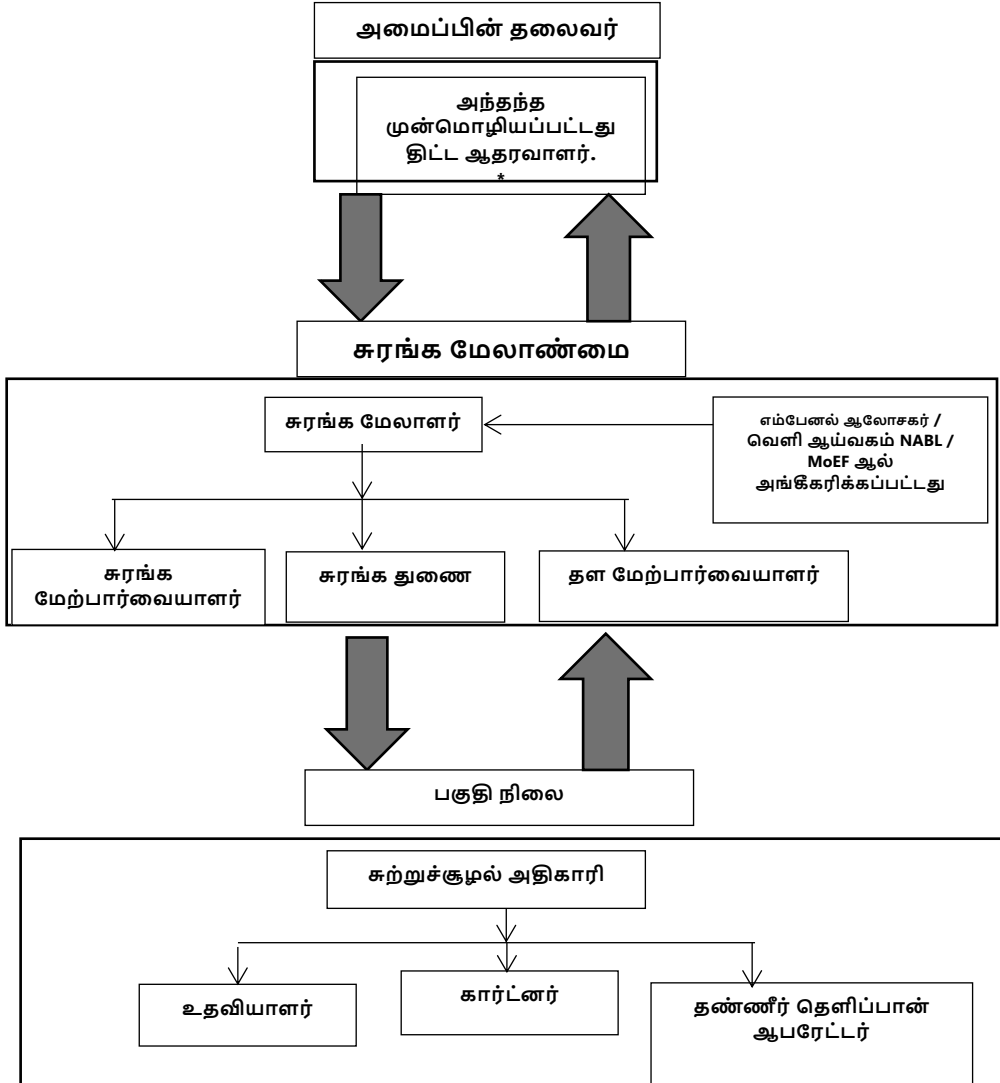 அமைப்பின் தலைவர்
அந்தந்த
முன்மொழியப்பட்டது
திட்ட ஆதரவாளர்.
*
சுரங்க மேலாண்மை
சுரங்க மேலாளர்
எம்பேனல் ஆலோசகர் /
வெளி ஆய்வகம் NABL /
MoEF ஆல்
அங்கீகரிக்கப்பட்டது
சுரங்க
மேற்பார்வையாளர்
சுரங்க துணை
தள மேற்பார்வையாளர்
பகுதி நிலை
சுற்றுச்சூழல் அதிகாரி
உதவியாளர்
கார்ட்னர்
தண்ணீர் தெளிப்பான்
ஆபரேட்டர்